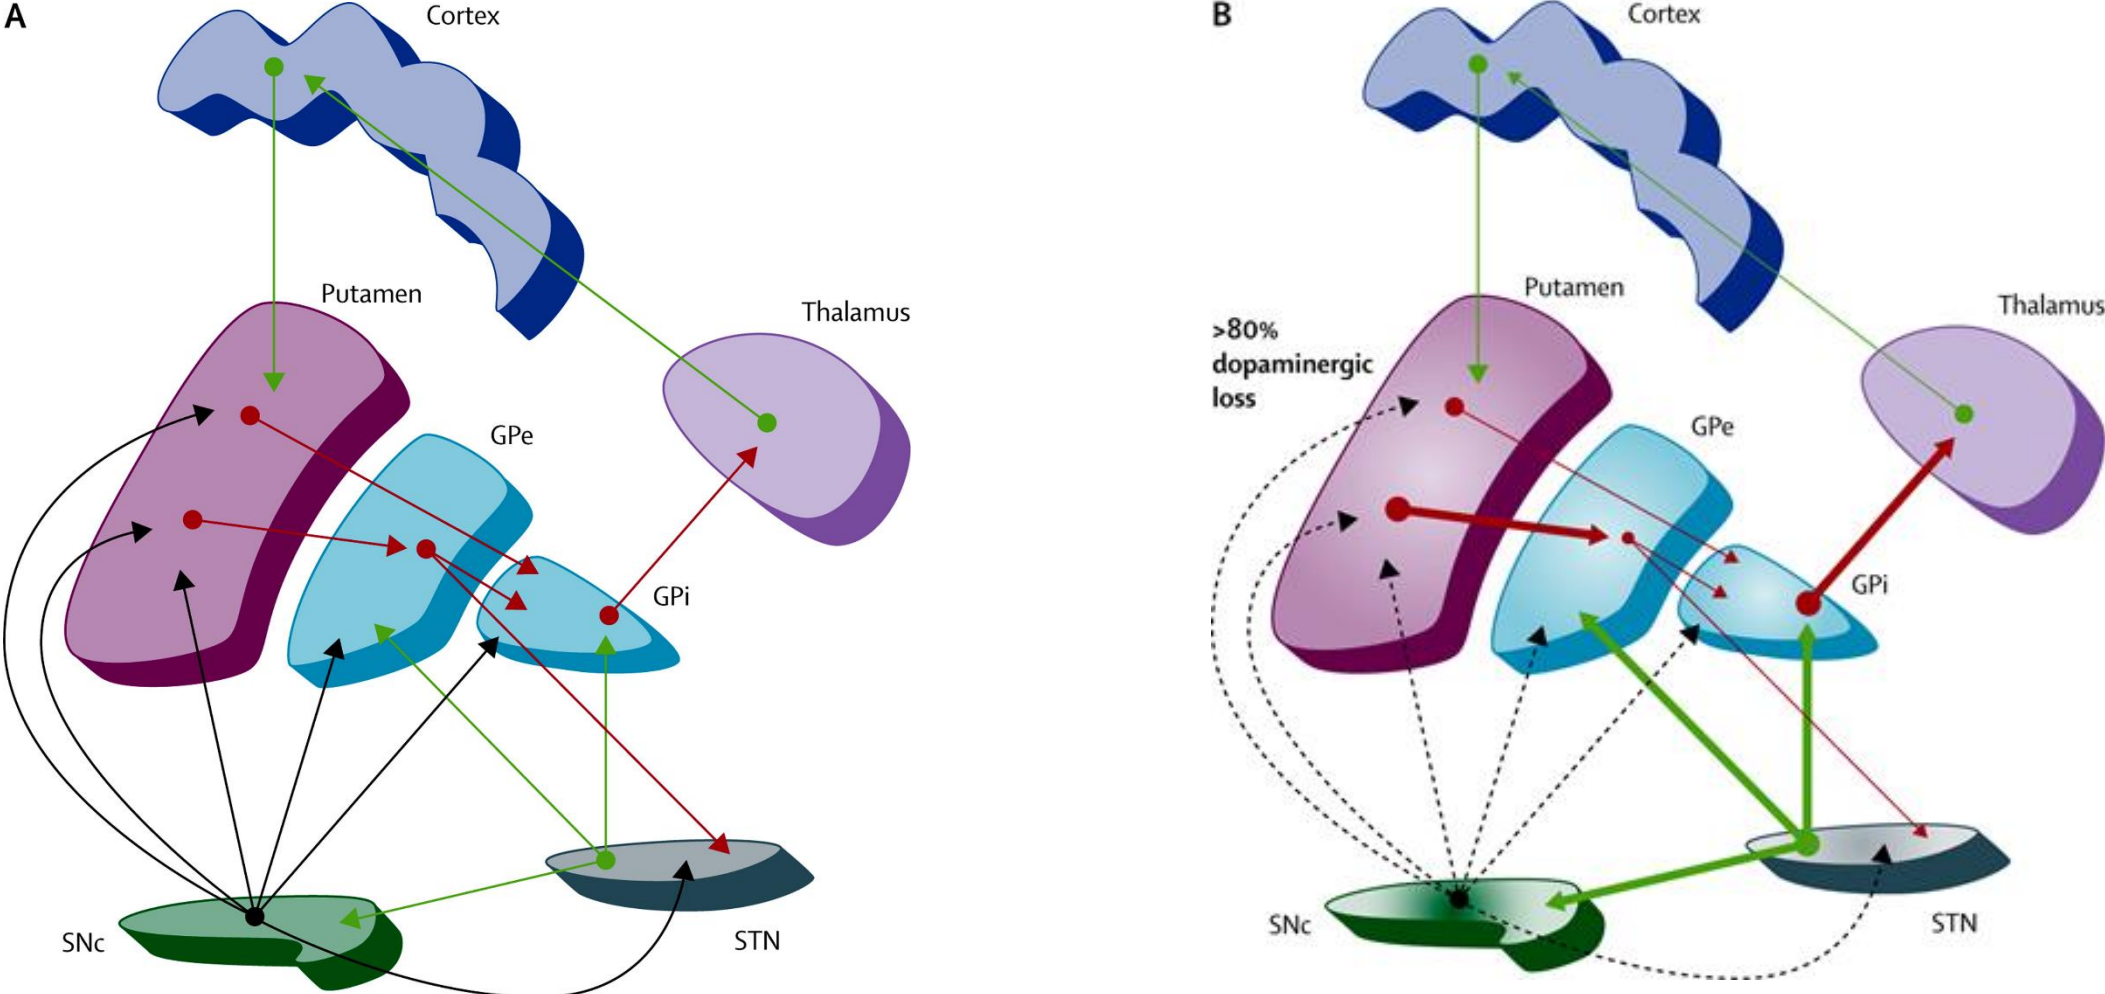 A
Cortex
Putamen
Thalamus
GPe
GPi
SNc
STN
B
Cortex
Putamen
Thalamus
>80%
dopaminergic
loss
GPe
GPi
SNc
STN